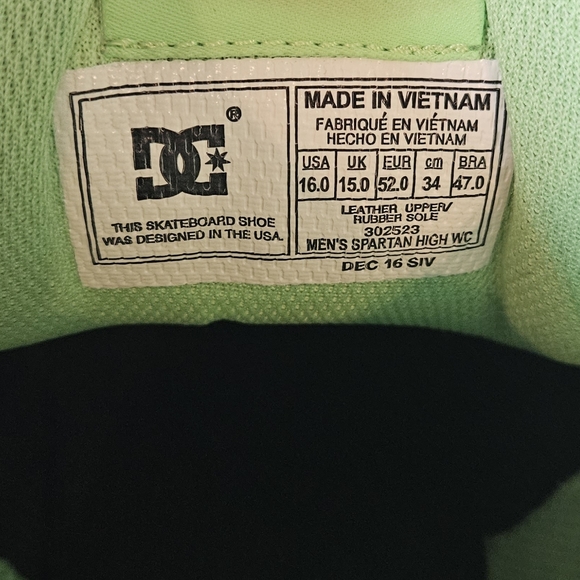 DC
®
THIS SKATEBOARD SHOE
WAS DESIGNED IN THE USA.
MADE IN VIETNAM
FABRIQUÉ EN VIÉTNAM
HECHO EN VIETNAM
USA UK EUR cm BRA
16.0 15.0 52.0 34 47.0
LEATHER UPPER/
RUBBER SOLE
302523
MEN'S SPARTAN HIGH WC
DEC 16 SIV